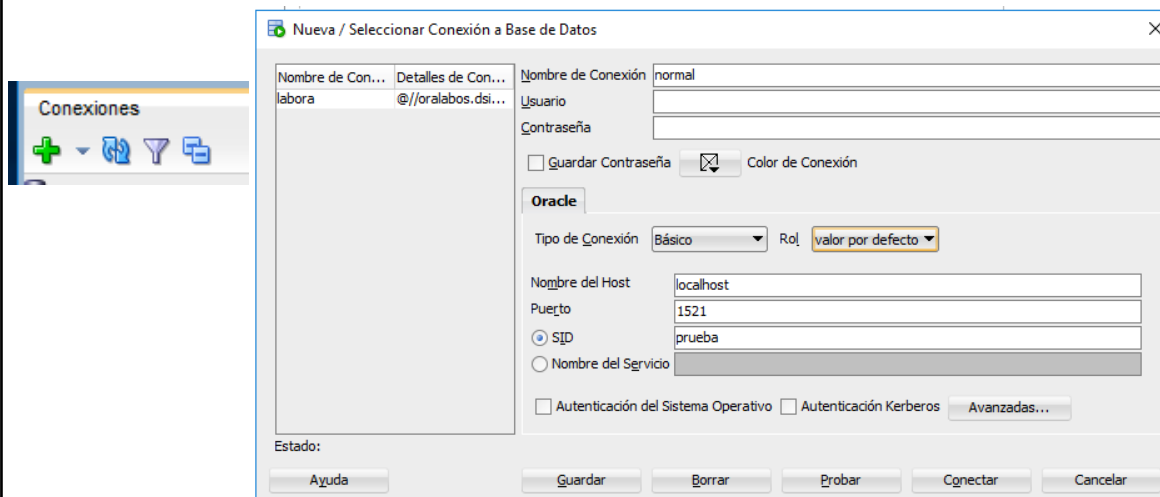 Conexiones
Nueva / Seleccionar Conexión a Base de Datos
Nombre de Con... Detalles de Con...
labora @//oralabos.dsi...
Nombre de Conexión normal
Usuario
Contraseña
Guardar Contraseña Color de Conexión
Oracle
Tipo de Conexión Básico Rol valor por defecto
Nombre del Host localhost
Puerto 1521
SID prueba
Nombre del Servicio
Autenticación del Sistema Operativo Autenticación Kerberos Avanzadas...
Estado:
Ayuda Guardar Borrar Probar Conectar Cancelar